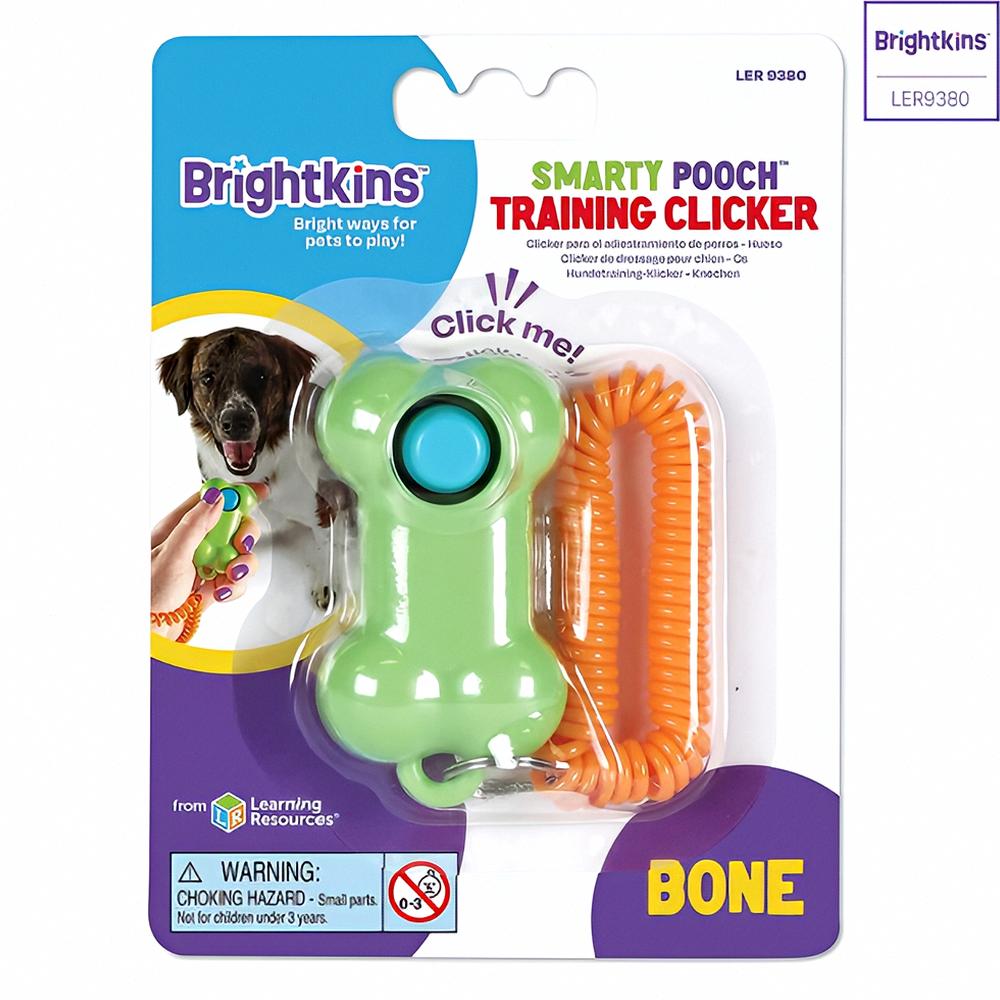 Brightkins
LER9380
LER 9380
Brightkins™
Bright ways for
pets to play!
SMARTY POOCH™
TRAINING CLICKER
Clicker para el adiestramiento de perros - Hueso
Clicker de dressage pour chien - Os
Hundetraining-Klicker - Knochen
Click me!
from LR Learning
Resources®
WARNING:
CHOKING HAZARD - Small parts.
Not for children under 3 years.
0-3
BONE